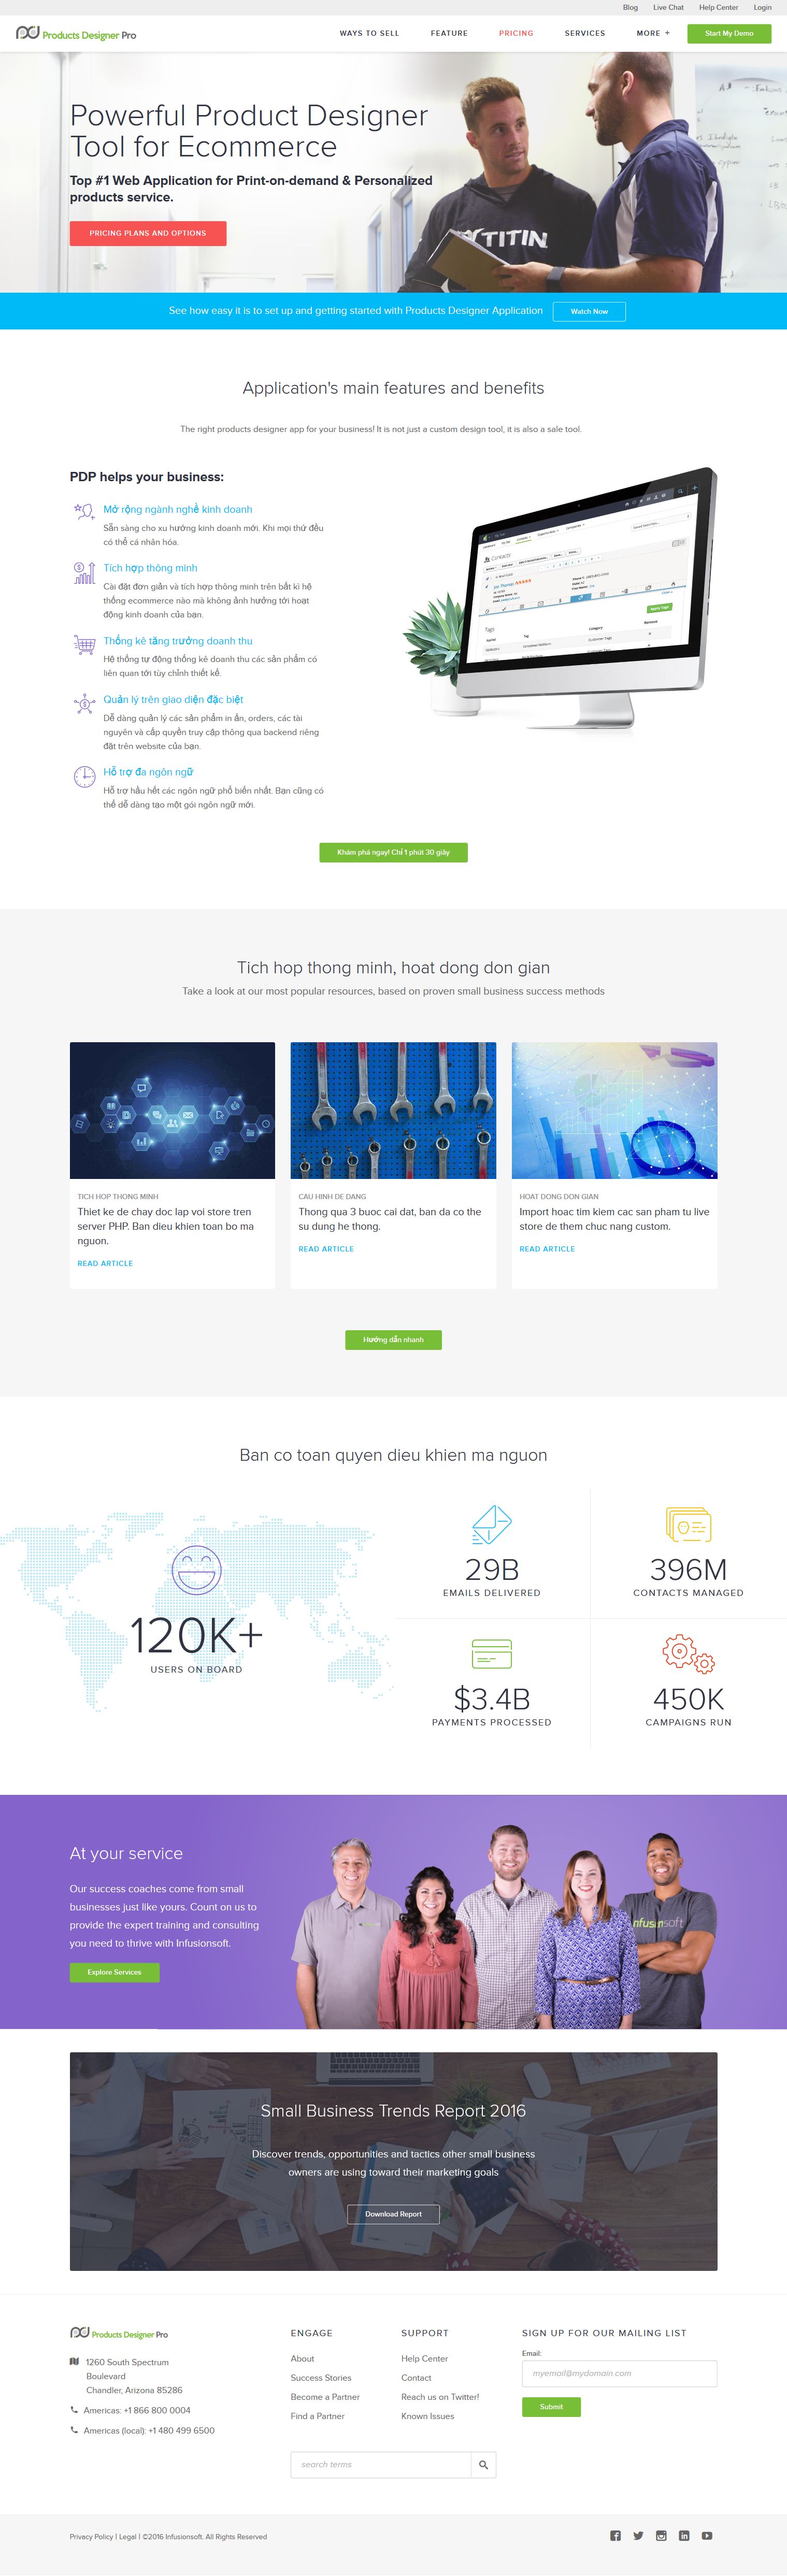 Blog Live Chat Help Center Login
Products Designer Pro
WAYS TO SELL FEATURE PRICING SERVICES MORE + Start My Demo
Powerful Product Designer
Tool for Ecommerce
Top #1 Web Application for Print-on-demand & Personalized
products service.
PRICING PLANS AND OPTIONS
TITIN
See how easy it is to set up and getting started with Products Designer Application Watch Now
Application's main features and benefits
The right products designer app for your business! It is not just a custom design tool, it is also a sale tool.
PDP helps your business:
Mở rộng ngành nghề kinh doanh
Sẵn sàng cho xu hướng kinh doanh mới. Khi mọi thứ đều
có thể cá nhân hóa.
Tích hợp thông minh
Cài đặt đơn giản và tích hợp thông minh trên bất kì hệ
thống ecommerce nào mà không ảnh hưởng tới hoạt
động kinh doanh của bạn.
Thống kê tăng trưởng doanh thu
Hệ thống tự động thống kê doanh thu các sản phẩm có
liên quan tới tùy chỉnh thiết kế.
Quản lý trên giao diện đặc biệt
Dễ dàng quản lý các sản phẩm in ấn, orders, các tài
nguyên và cấp quyền truy cập thông qua backend riêng
đặt trên website của bạn.
Hỗ trợ đa ngôn ngữ
Hỗ trợ hầu hết các ngôn ngữ phổ biến nhất. Bạn cũng có
thể dễ dàng tạo một gói ngôn ngữ mới.
Contacts
Apply Tags
Tags
Name Category Remove
Customer Tags
Khám phá ngay! Chỉ 1 phút 30 giây
Tich hop thong minh, hoat dong don gian
Take a look at our most popular resources, based on proven small business success methods
TICH HOP THONG MINH
Thiet ke de chay doc lap voi store tren
server PHP. Ban dieu khien toan bo ma
nguon.
READ ARTICLE
CAU HINH DE DANG
Thong qua 3 buoc cai dat, ban da co the
su dung he thong.
READ ARTICLE
HOAT DONG DON GIAN
Import hoac tim kiem cac san pham tu live
store de them chuc nang custom.
READ ARTICLE
Hướng dẫn nhanh
Ban co toan quyen dieu khien ma nguon
120K+
USERS ON BOARD
29B
EMAILS DELIVERED
396M
CONTACTS MANAGED
$3.4B
PAYMENTS PROCESSED
450K
CAMPAIGNS RUN
At your service
Our success coaches come from small
businesses just like yours. Count on us to
provide the expert training and consulting
you need to thrive with Infusionsoft.
Explore Services
Small Business Trends Report 2016
Discover trends, opportunities and tactics other small business
owners are using toward their marketing goals
Download Report
Products Designer Pro
1260 South Spectrum
Boulevard
Chandler, Arizona 85286
Americas: +1 866 800 0004
Americas (local): +1 480 499 6500
ENGAGE
About
Success Stories
Become a Partner
Find a Partner
SUPPORT
Help Center
Contact
Reach us on Twitter!
Known Issues
search terms
SIGN UP FOR OUR MAILING LIST
Email:
myemail@mydomain.com
Submit
Privacy Policy | Legal | ©2016 Infusionsoft. All Rights Reserved